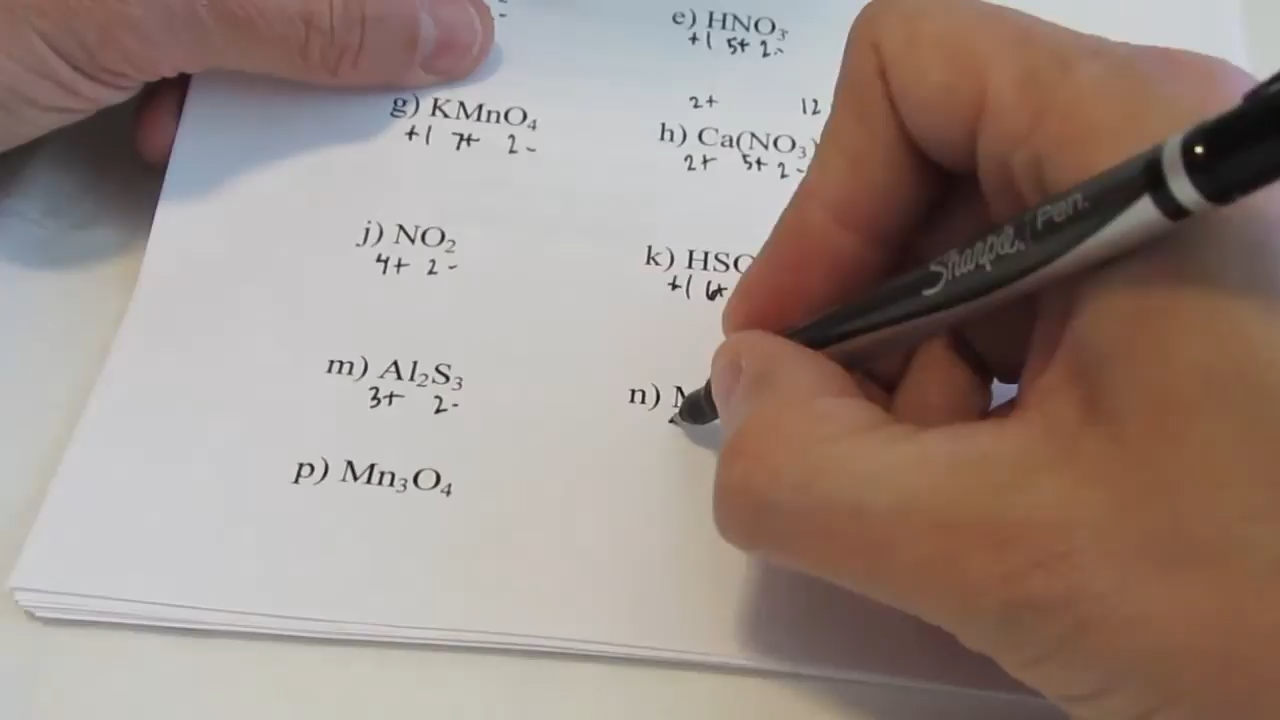 e) HNO₃
+1 5+ 2-
g) KMnO₄
+1 7+ 2-
2+ 12
h) Ca(NO₃)
2+ 5+ 2-
j) NO₂
4+ 2-
k) HSO
+1 6+
Sharpie. Pen.
m) Al₂S₃
3+ 2-
n)
p) Mn₃O₄